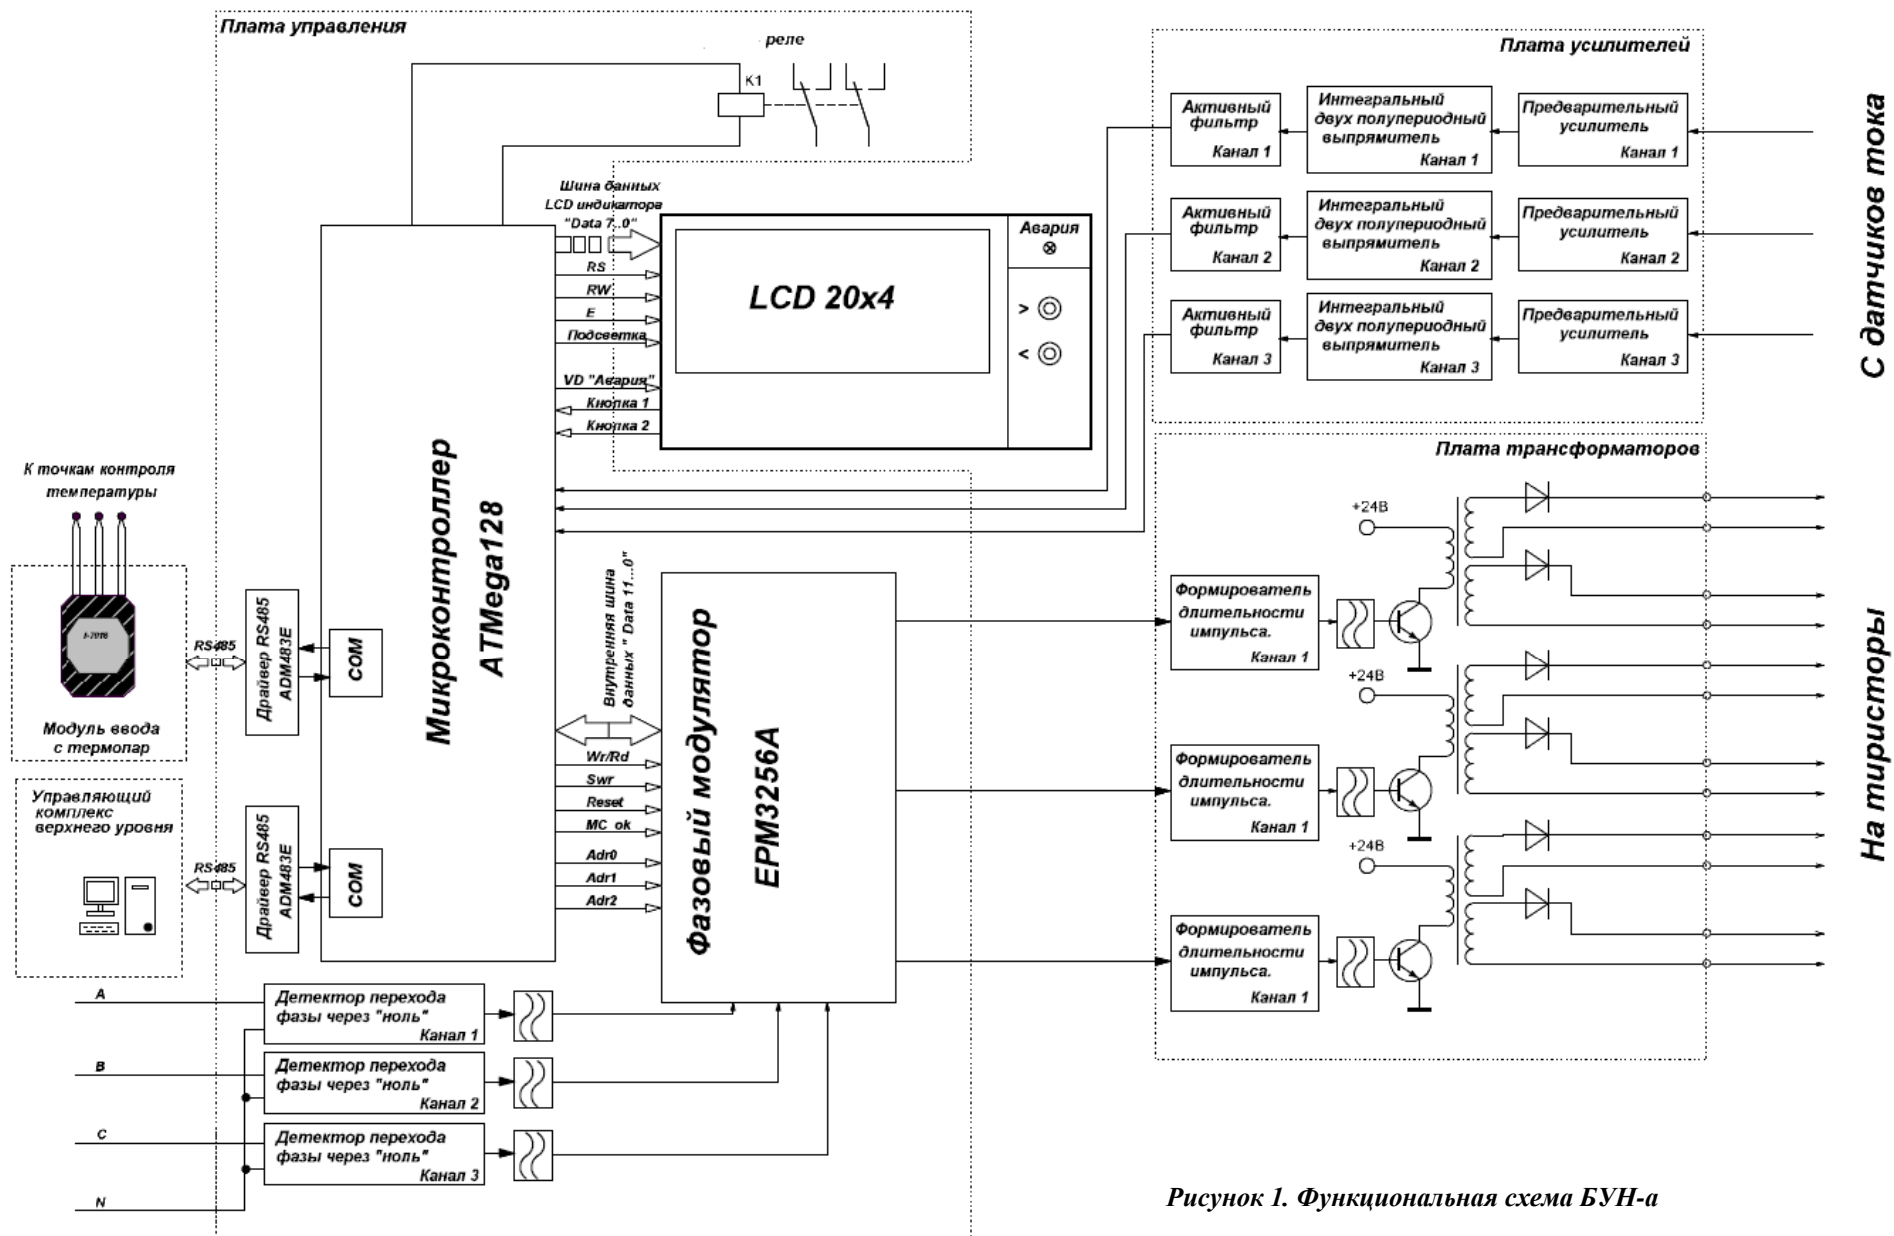 Плата управления
реле
K1
Шина данных
LCD индикатора
"Data 7..0"
RS
RW
E
Подсветка
VD "Авария"
Кнопка 1
Кнопка 2
LCD 20x4
Авария
>
<
Микроконтроллер
ATMega128
К точкам контроля
температуры
I-7018
Модуль ввода
с термопар
RS485
Драйвер RS485
ADM483E
COM
Управляющий
комплекс
верхнего уровня
RS485
Драйвер RS485
ADM483E
COM
Внутренняя шина
данных " Data 11...0"
Wr/Rd
Swr
Reset
MC_ok
Adr0
Adr1
Adr2
Фазовый модулятор
EPM3256A
A
Детектор перехода
фазы через "ноль"
Канал 1
B
Детектор перехода
фазы через "ноль"
Канал 2
C
Детектор перехода
фазы через "ноль"
Канал 3
N
Плата усилителей
Активный
фильтр
Канал 1
Интегральный
двух полупериодный
выпрямитель
Канал 1
Предварительный
усилитель
Канал 1
Активный
фильтр
Канал 2
Интегральный
двух полупериодный
выпрямитель
Канал 2
Предварительный
усилитель
Канал 2
Активный
фильтр
Канал 3
Интегральный
двух полупериодный
выпрямитель
Канал 3
Предварительный
усилитель
Канал 3
С датчиков тока
Плата трансформаторов
+24В
Формирователь
длительности
импульса.
Канал 1
+24В
Формирователь
длительности
импульса.
Канал 1
+24В
Формирователь
длительности
импульса.
Канал 1
На тиристоры
Рисунок 1. Функциональная схема БУН-а